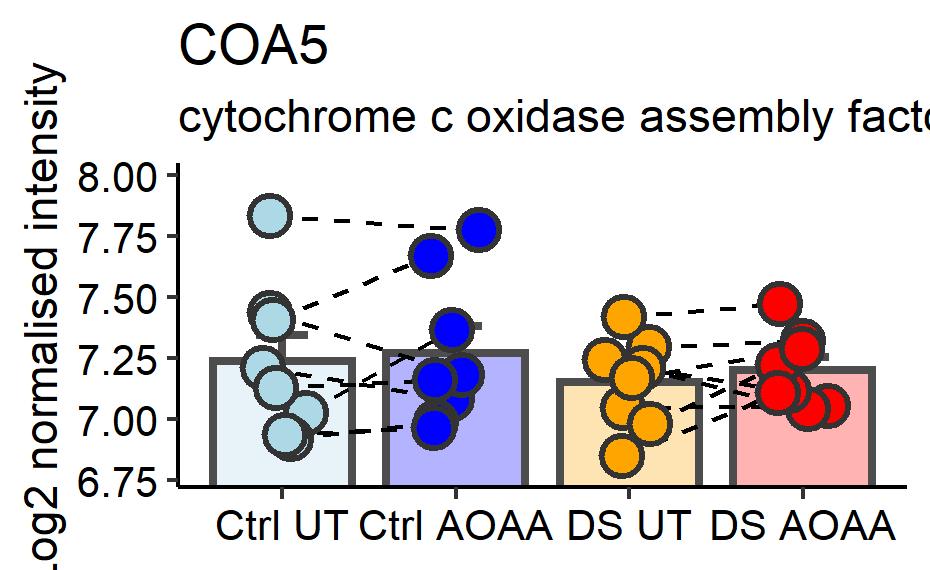 COA5
cytochrome c oxidase assembly facto
Log2 normalised intensity
8.00
7.75
7.50
7.25
7.00
6.75
Ctrl UT Ctrl AOAA DS UT DS AOAA